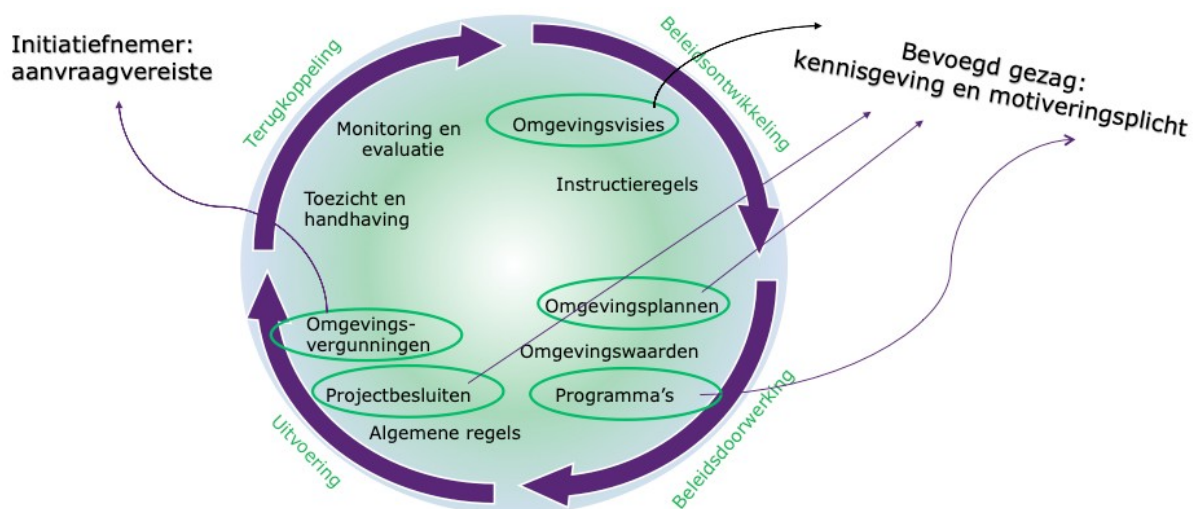 Initiatiefnemer:
aanvraagvereiste
Terugkoppeling
Beleidsontwikkeling
Bevoegd gezag:
kennisgeving en motiveringsplicht
Monitoring en
evaluatie
Omgevingsvisies
Toezicht en
handhaving
Instructieregels
Omgevings-
vergunningen
Omgevingsplannen
Omgevingswaarden
Projectbesluiten
Programma’s
Algemene regels
Uitvoering
Beleidsdoorwerking